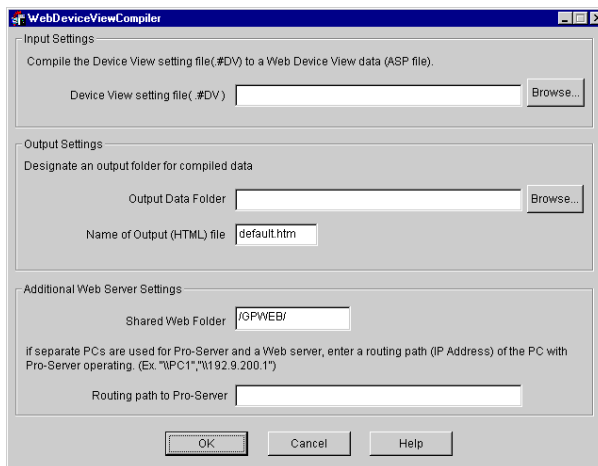 WebDeviceViewCompiler
Input Settings
Compile the Device View setting file(.#DV) to a Web Device View data (ASP file).
Device View setting file( .#DV )
Browse...
Output Settings
Designate an output folder for compiled data
Output Data Folder
Browse...
Name of Output (HTML) file
default.htm
Additional Web Server Settings
Shared Web Folder
/GPWEB/
if separate PCs are used for Pro-Server and a Web server, enter a routing path (IP Address) of the PC with
Pro-Server operating. (Ex. "\\PC1","\\192.9.200.1")
Routing path to Pro-Server
OK
Cancel
Help